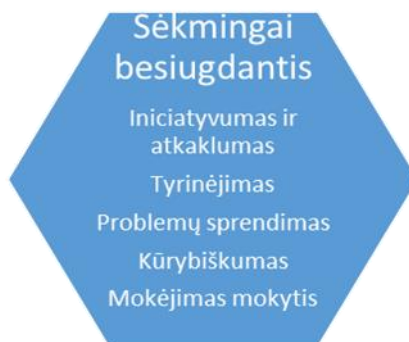 Sėkmingai
besiugdantis
Iniciatyvumas ir
atkaklumas
Tyrinėjimas
Problemų sprendimas
Kūrybiškumas
Mokėjimas mokytis